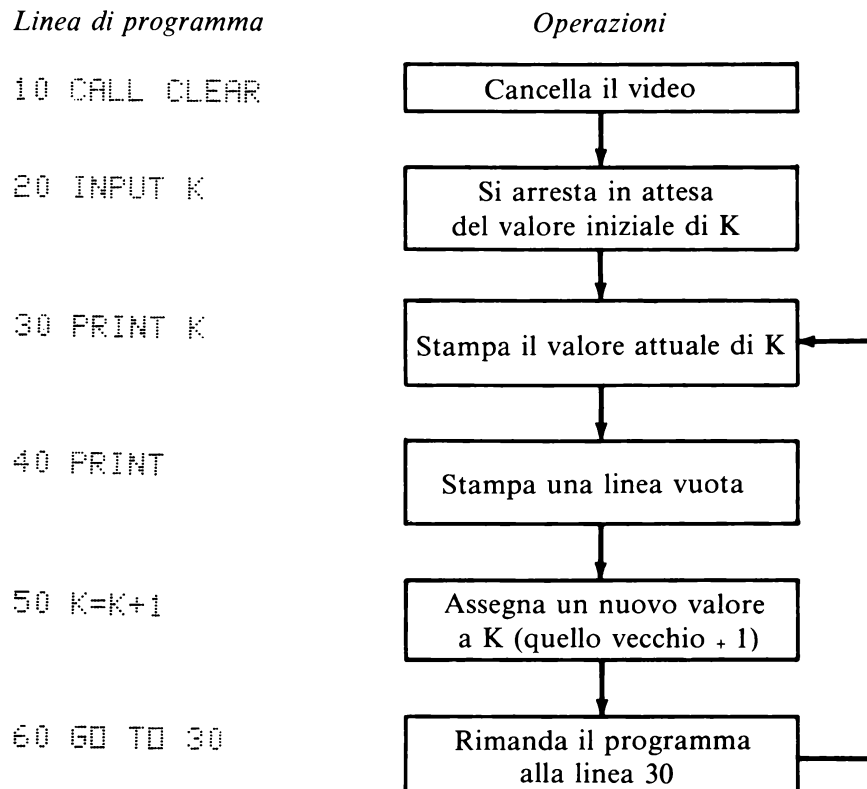 Linea di programma
Operazioni
10 CALL CLEAR
Cancella il video
20 INPUT K
Si arresta in attesa
del valore iniziale di K
30 PRINT K
Stampa il valore attuale di K
40 PRINT
Stampa una linea vuota
50 K=K+1
Assegna un nuovo valore
a K (quello vecchio + 1)
60 GO TO 30
Rimanda il programma
alla linea 30